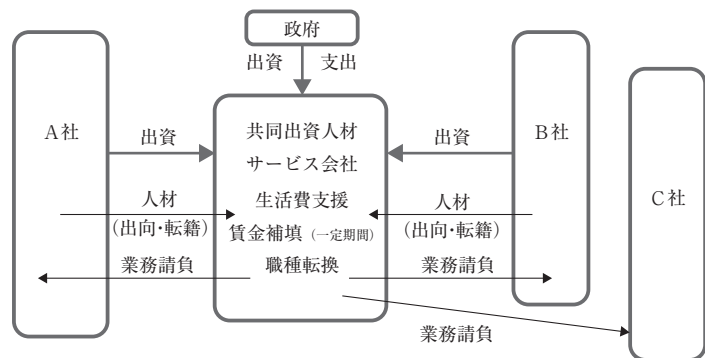 政府
出資 支出
A社
出資
共同出資人材
サービス会社
出資
B社
C社
人材
(出向・転籍)
生活費支援
賃金補填(一定期間)
職種転換
人材
(出向・転籍)
業務請負
業務請負
業務請負